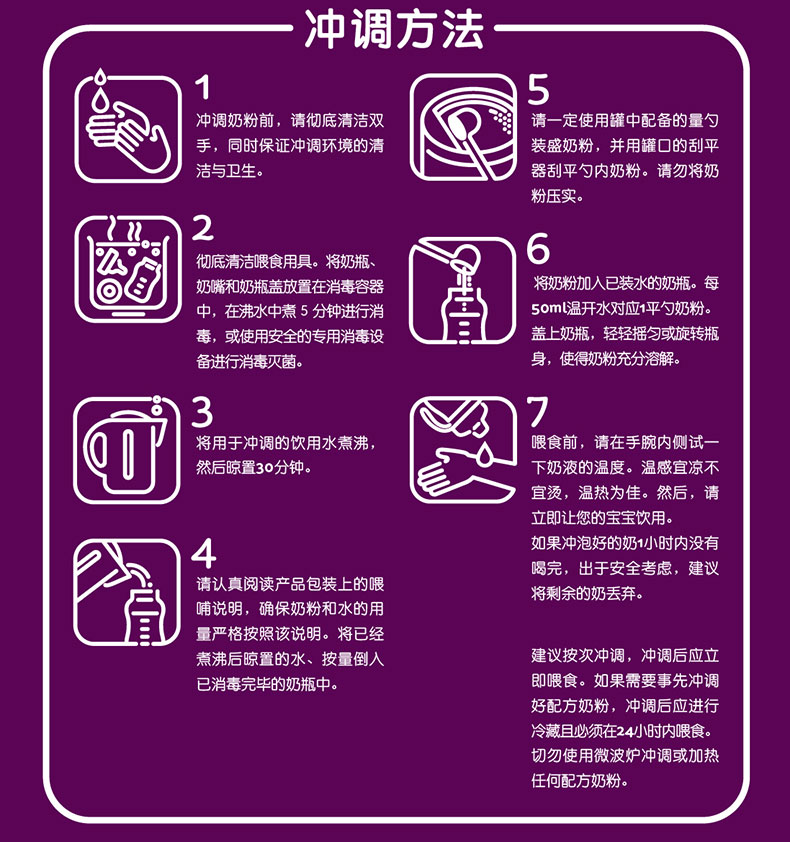 冲调方法
1
冲调奶粉前，请彻底清洁双
手，同时保证冲调环境的清
洁与卫生。
2
彻底清洁喂食用具。将奶瓶、
奶嘴和奶瓶盖放置在消毒容器
中，在沸水中煮 5 分钟进行消
毒，或使用安全的专用消毒设
备进行消毒灭菌。
3
将用于冲调的饮用水煮沸，
然后晾置30分钟。
4
请认真阅读产品包装上的喂
哺说明，确保奶粉和水的用
量严格按照该说明。将已经
煮沸后晾置的水、按量倒入
已消毒完毕的奶瓶中。
5
请一定使用罐中配备的量勺
装盛奶粉，并用罐口的刮平
器刮平勺内奶粉。请勿将奶
粉压实。
6
将奶粉加入已装水的奶瓶。每
50ml温开水对应1平勺奶粉。
盖上奶瓶，轻轻摇匀或旋转瓶
身，使得奶粉充分溶解。
7
喂食前，请在手腕内侧试一
下奶液的温度。温感宜凉不
宜烫，温热为佳。然后，请
立即让您的宝宝饮用。
如果冲泡好的奶1小时内没有
喝完，出于安全考虑，建议
将剩余的奶丢弃。
建议按次冲调，冲调后应立
即喂食。如果需要事先冲调
好配方奶粉，冲调后应进行
冷藏且必须在24小时内喂食。
切勿使用微波炉冲调或加热
任何配方奶粉。